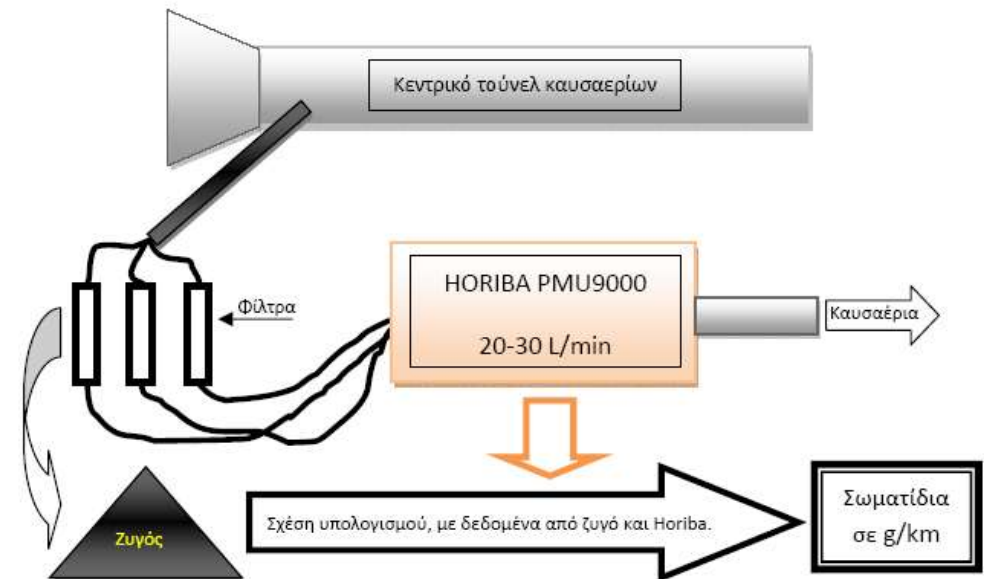 Κεντρικό τούνελ καυσαερίων
Φίλτρα
HORIBA PMU9000
20-30 L/min
Καυσαέρια
Ζυγός
Σχέση υπολογισμού, με δεδομένα από ζυγό και Horiba.
Σωματίδια
σε g/km